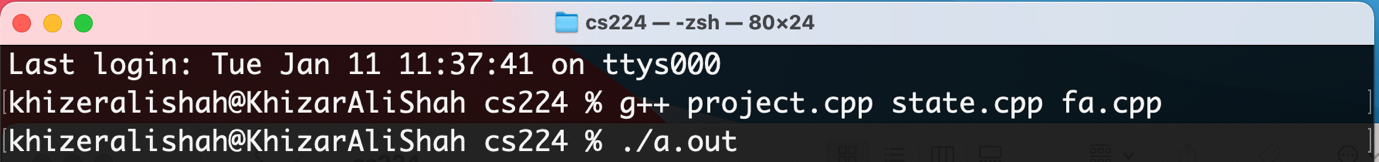 cs224 — -zsh — 80×24
Last login: Tue Jan 11 11:37:41 on ttys000
[khizeralishah@KhizarAliShah cs224 % g++ project.cpp state.cpp fa.cpp ]
[khizeralishah@KhizarAliShah cs224 % ./a.out ]